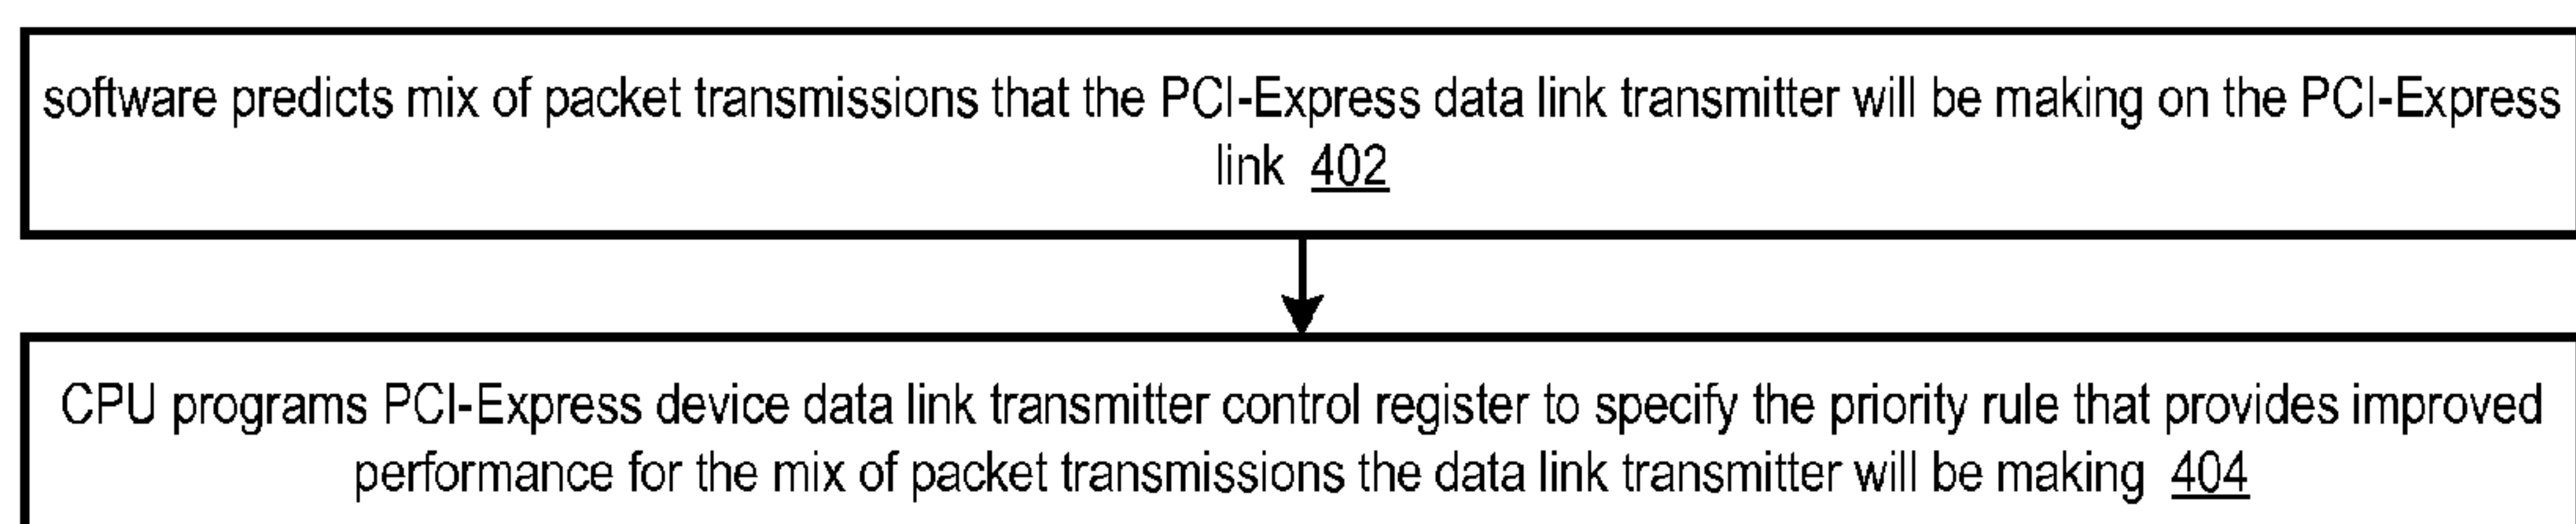 software predicts mix of packet transmissions that the PCI-Express data link transmitter will be making on the PCI-Express
link 402
CPU programs PCI-Express device data link transmitter control register to specify the priority rule that provides improved
performance for the mix of packet transmissions the data link transmitter will be making 404